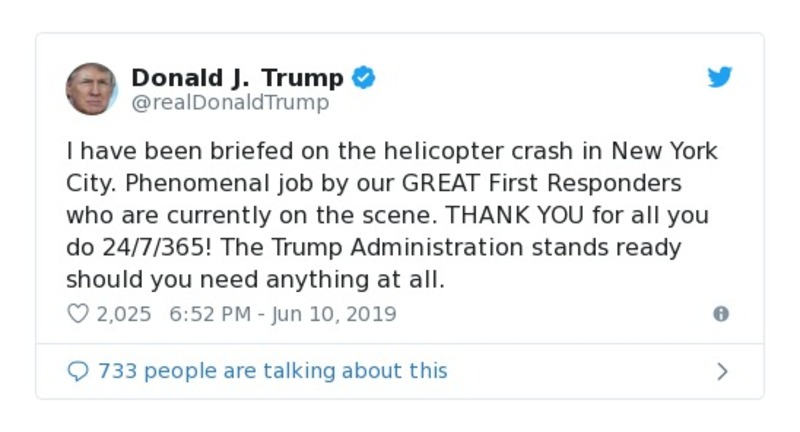 Donald J. Trump
@realDonaldTrump
I have been briefed on the helicopter crash in New York
City. Phenomenal job by our GREAT First Responders
who are currently on the scene. THANK YOU for all you
do 24/7/365! The Trump Administration stands ready
should you need anything at all.
2,025 6:52 PM - Jun 10, 2019
733 people are talking about this